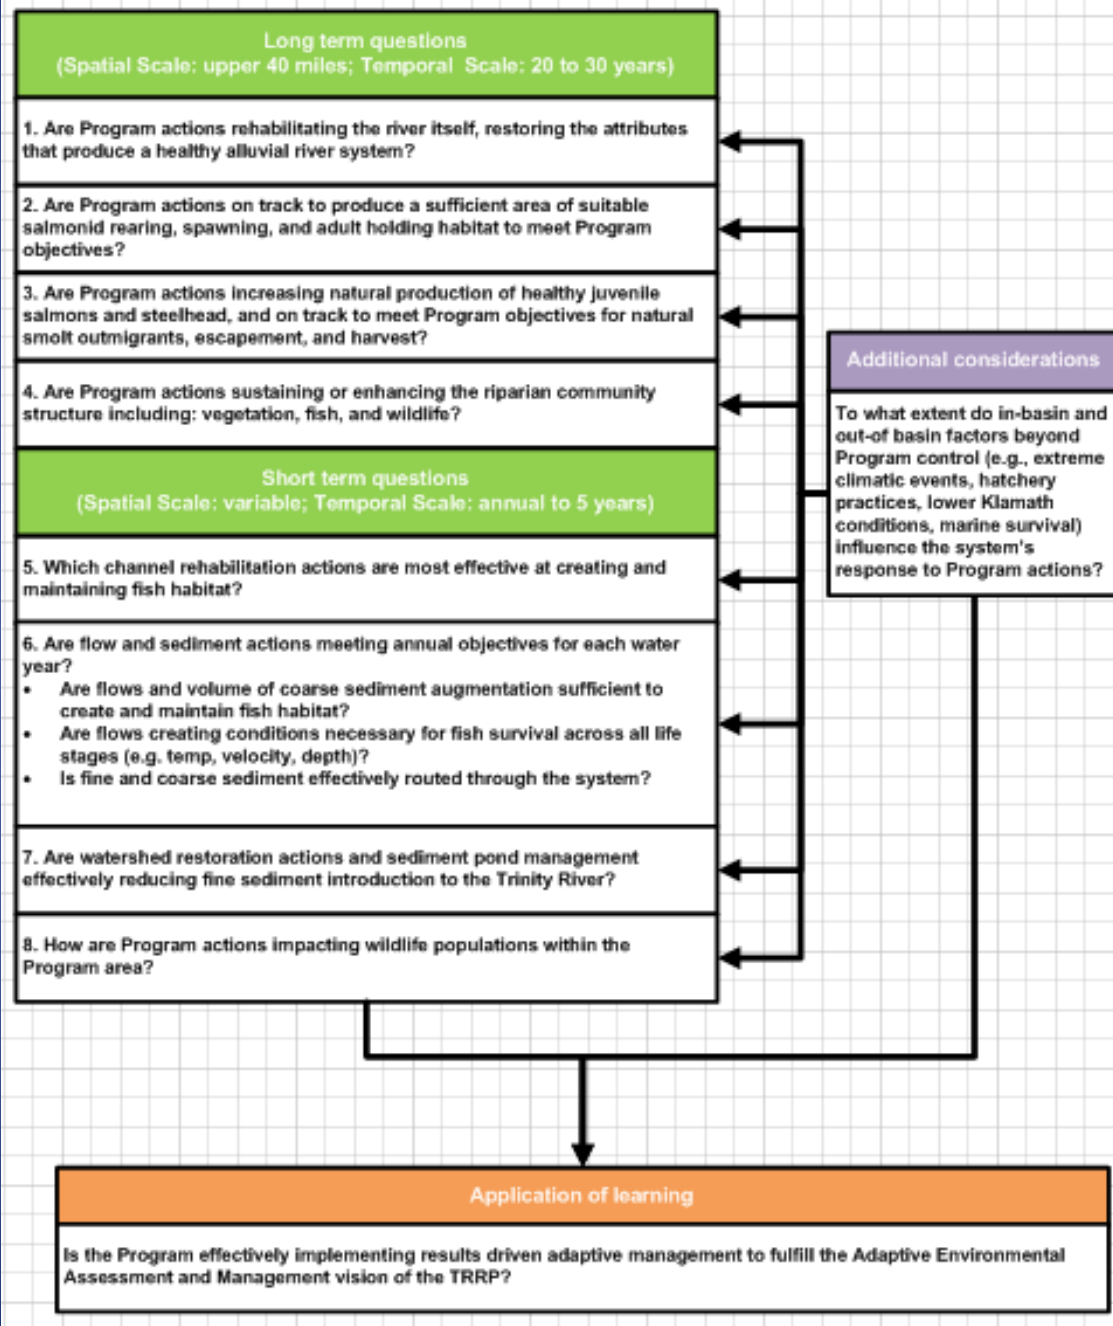 Long term questions
(Spatial Scale: upper 40 miles; Temporal Scale: 20 to 30 years)
1. Are Program actions rehabilitating the river itself, restoring the attributes
that produce a healthy alluvial river system?
2. Are Program actions on track to produce a sufficient area of suitable
salmonid rearing, spawning, and adult holding habitat to meet Program
objectives?
3. Are Program actions increasing natural production of healthy juvenile
salmons and steelhead, and on track to meet Program objectives for natural
smolt outmigrants, escapement, and harvest?
4. Are Program actions sustaining or enhancing the riparian community
structure including: vegetation, fish, and wildlife?
Short term questions
(Spatial Scale: variable; Temporal Scale: annual to 5 years)
5. Which channel rehabilitation actions are most effective at creating and
maintaining fish habitat?
6. Are flow and sediment actions meeting annual objectives for each water
year?
• Are flows and volume of coarse sediment augmentation sufficient to
create and maintain fish habitat?
• Are flows creating conditions necessary for fish survival across all life
stages (e.g. temp, velocity, depth)?
• Is fine and coarse sediment effectively routed through the system?
7. Are watershed restoration actions and sediment pond management
effectively reducing fine sediment introduction to the Trinity River?
8. How are Program actions impacting wildlife populations within the
Program area?
Additional considerations
To what extent do in-basin and
out-of basin factors beyond
Program control (e.g., extreme
climatic events, hatchery
practices, lower Klamath
conditions, marine survival)
influence the system's
response to Program actions?
Application of learning
Is the Program effectively implementing results driven adaptive management to fulfill the Adaptive Environmental
Assessment and Management vision of the TRRP?